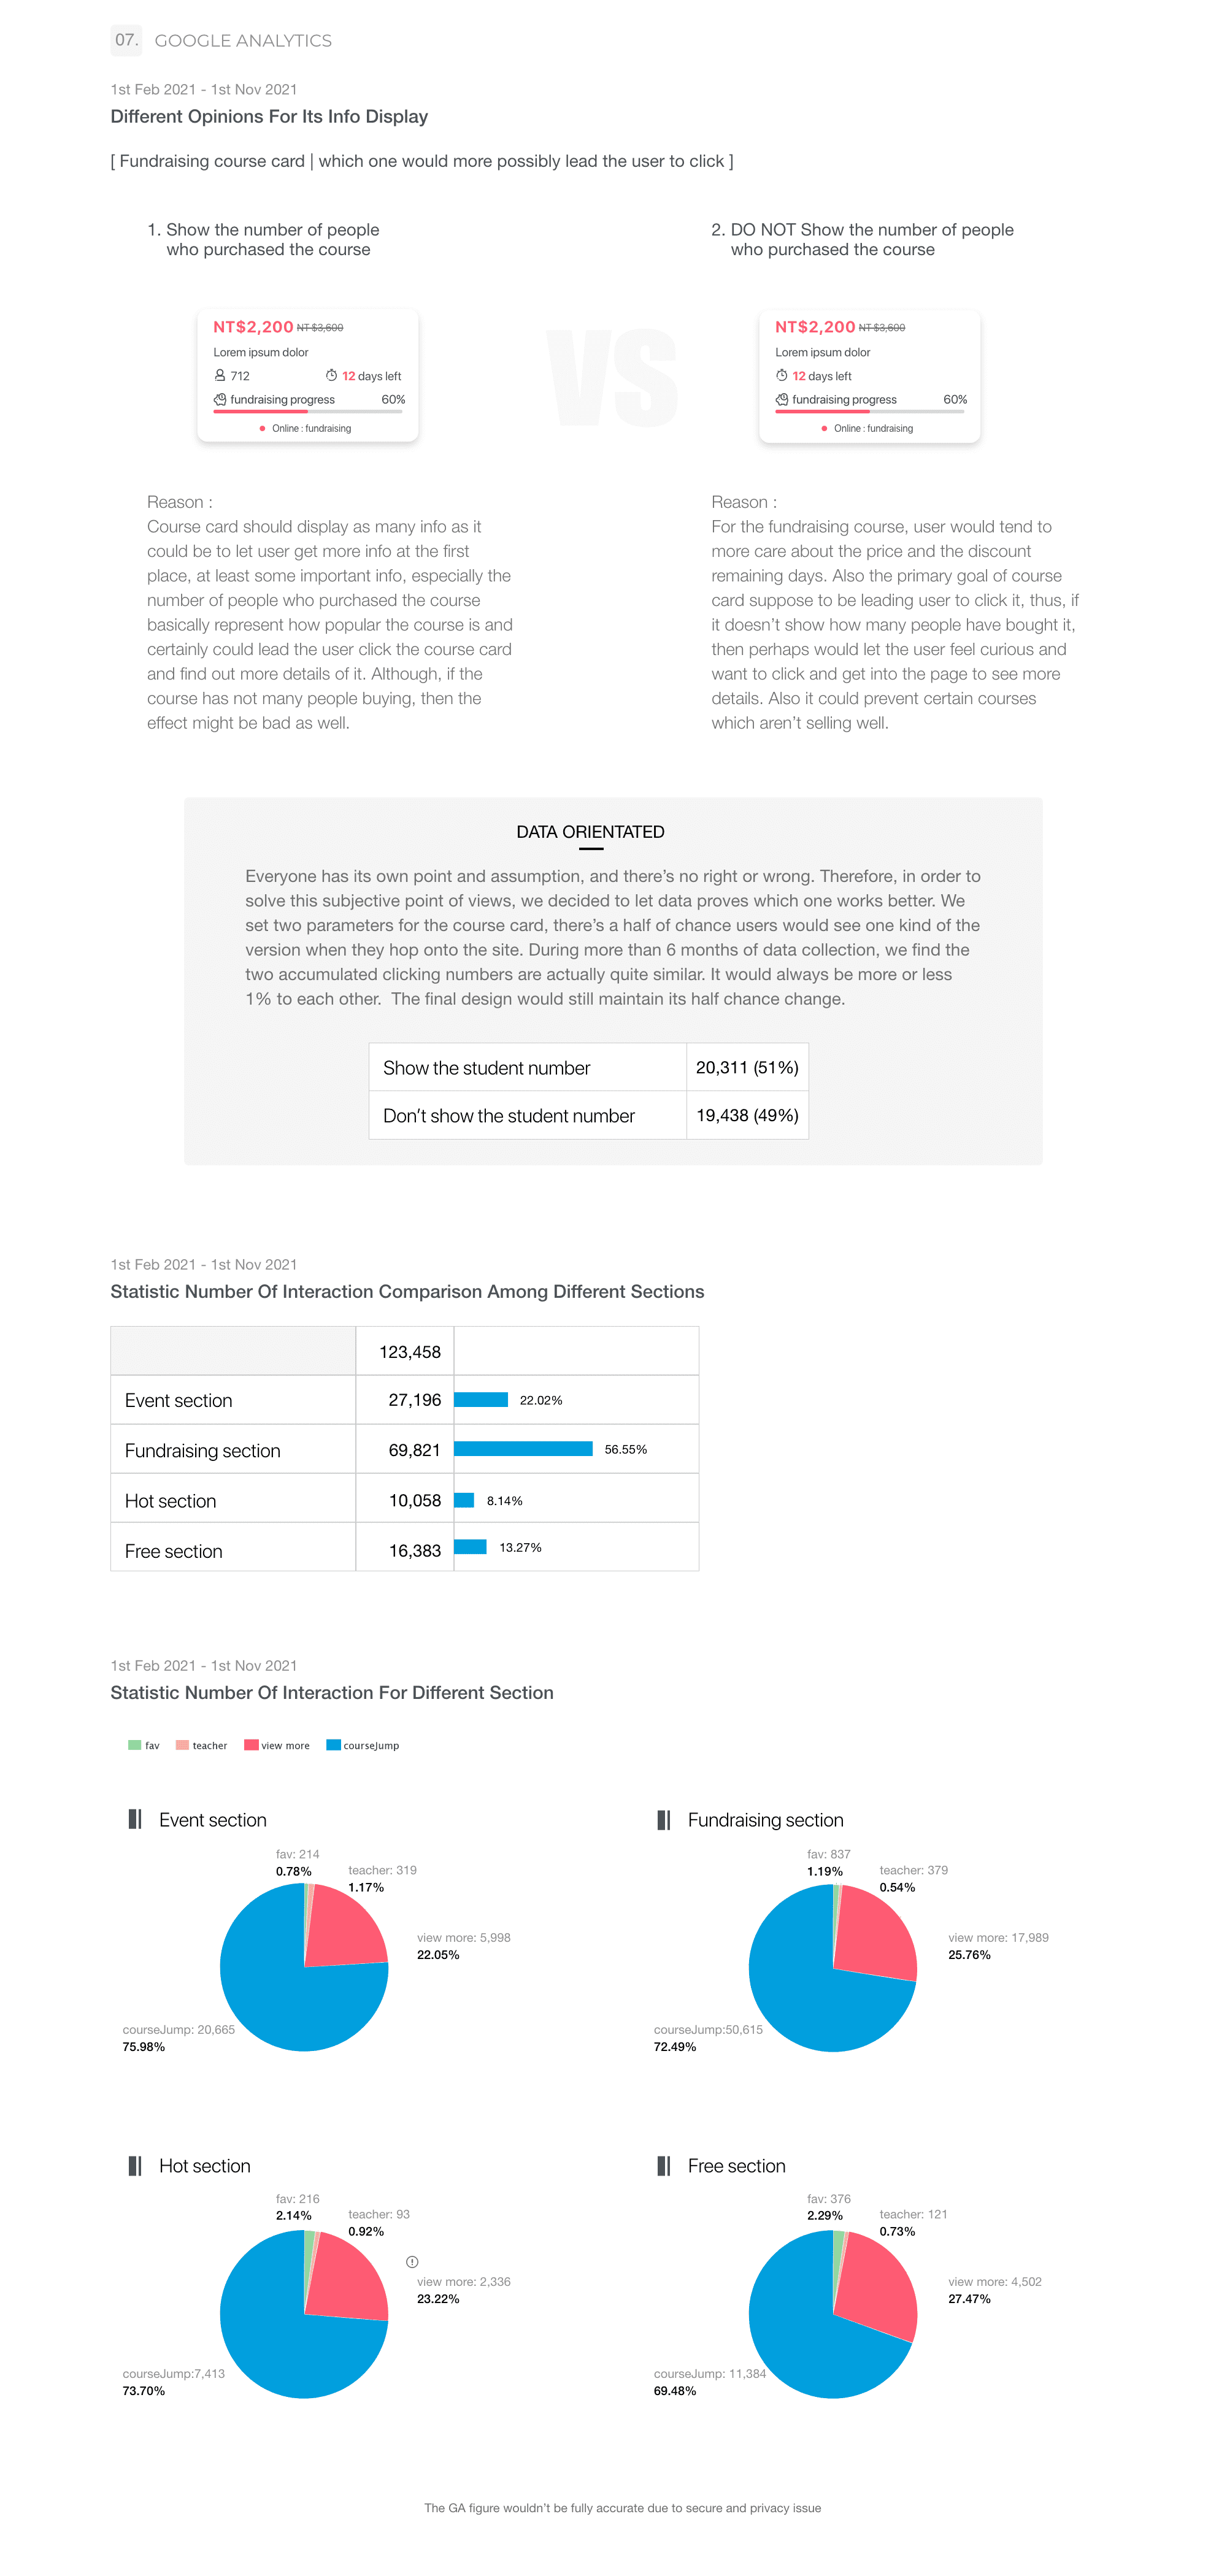 07. GOOGLE ANALYTICS
1st Feb 2021 - 1st Nov 2021
Different Opinions For Its Info Display
[ Fundraising course card | which one would more possibly lead the user to click ]
1. Show the number of people
who purchased the course
NT$2,200 NT $3,600
Lorem ipsum dolor
712 12 days left
fundraising progress 60%
Online : fundraising
VS
2. DO NOT Show the number of people
who purchased the course
NT$2,200 NT $3,600
Lorem ipsum dolor
12 days left
fundraising progress 60%
Online : fundraising
Reason :
Course card should display as many info as it
could be to let user get more info at the first
place, at least some important info, especially the
number of people who purchased the course
basically represent how popular the course is and
certainly could lead the user click the course card
and find out more details of it. Although, if the
course has not many people buying, then the
effect might be bad as well.
Reason :
For the fundraising course, user would tend to
more care about the price and the discount
remaining days. Also the primary goal of course
card suppose to be leading user to click it, thus, if
it doesn't show how many people have bought it,
then perhaps would let the user feel curious and
want to click and get into the page to see more
details. Also it could prevent certain courses
which aren't selling well.
DATA ORIENTATED
Everyone has its own point and assumption, and there's no right or wrong. Therefore, in order to
solve this subjective point of views, we decided to let data proves which one works better. We
set two parameters for the course card, there's a half of chance users would see one kind of the
version when they hop onto the site. During more than 6 months of data collection, we find the
two accumulated clicking numbers are actually quite similar. It would always be more or less
1% to each other.  The final design would still maintain its half chance change.
Show the student number 20,311 (51%)
Don't show the student number 19,438 (49%)
1st Feb 2021 - 1st Nov 2021
Statistic Number Of Interaction Comparison Among Different Sections
123,458
Event section 27,196 22.02%
Fundraising section 69,821 56.55%
Hot section 10,058 8.14%
Free section 16,383 13.27%
1st Feb 2021 - 1st Nov 2021
Statistic Number Of Interaction For Different Section
fav teacher view more courseJump
Event section
fav: 214
0.78%
teacher: 319
1.17%
view more: 5,998
22.05%
courseJump: 20,665
75.98%
Fundraising section
fav: 837
1.19%
teacher: 379
0.54%
view more: 17,989
25.76%
courseJump:50,615
72.49%
Hot section
fav: 216
2.14%
teacher: 93
0.92%
view more: 2,336
23.22%
courseJump:7,413
73.70%
Free section
fav: 376
2.29%
teacher: 121
0.73%
view more: 4,502
27.47%
courseJump: 11,384
69.48%
The GA figure wouldn't be fully accurate due to secure and privacy issue